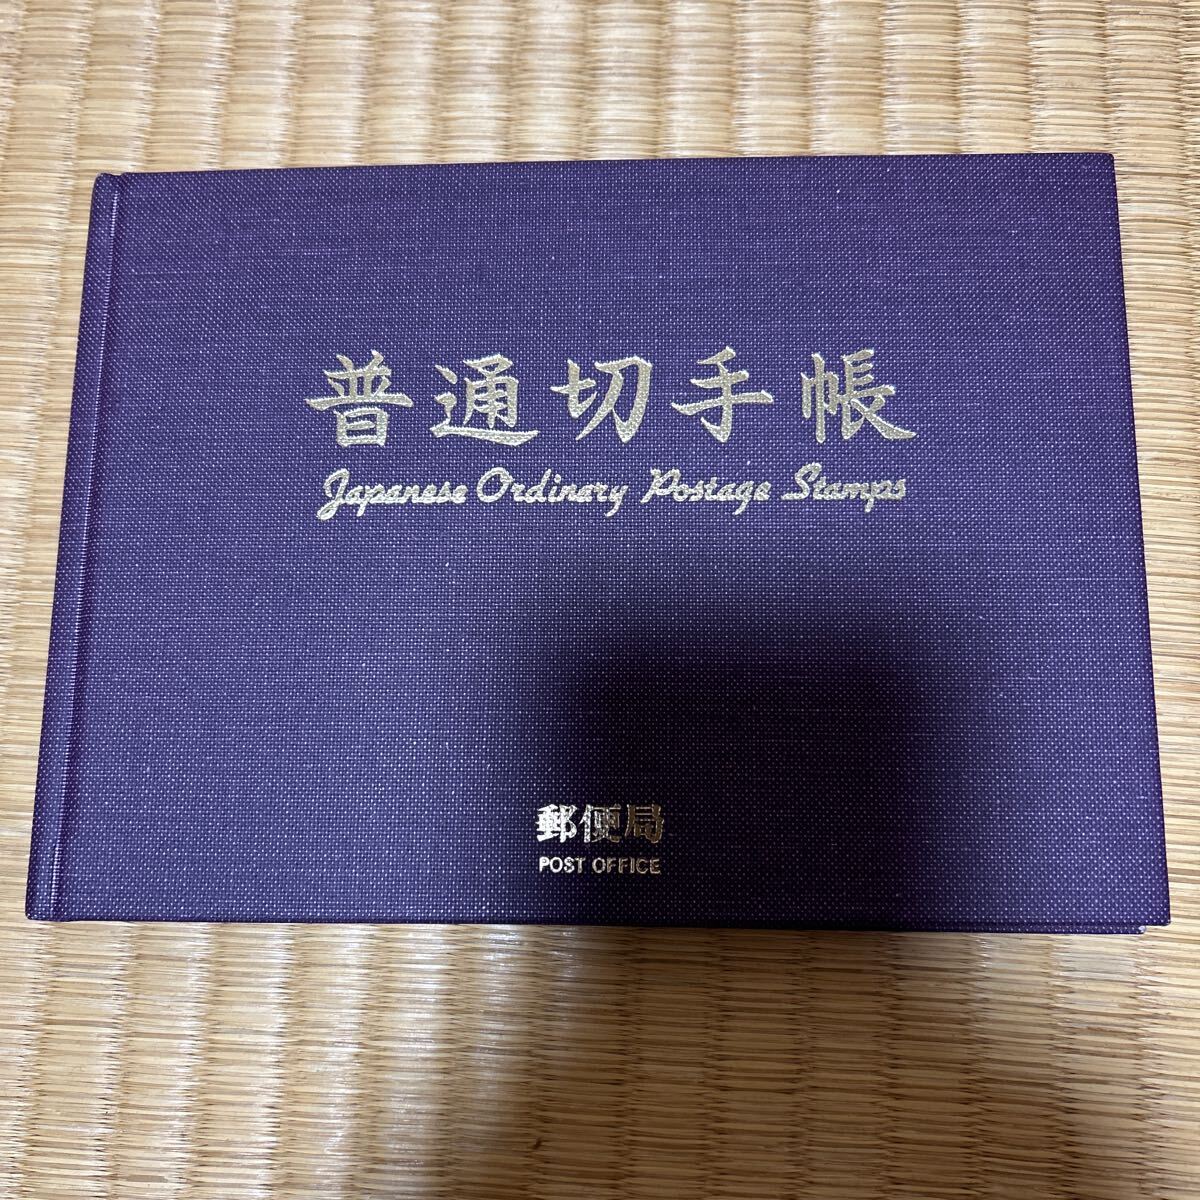 普通切手帳
Japanese Ordinary Postage Stamps
郵便局
POST OFFICE